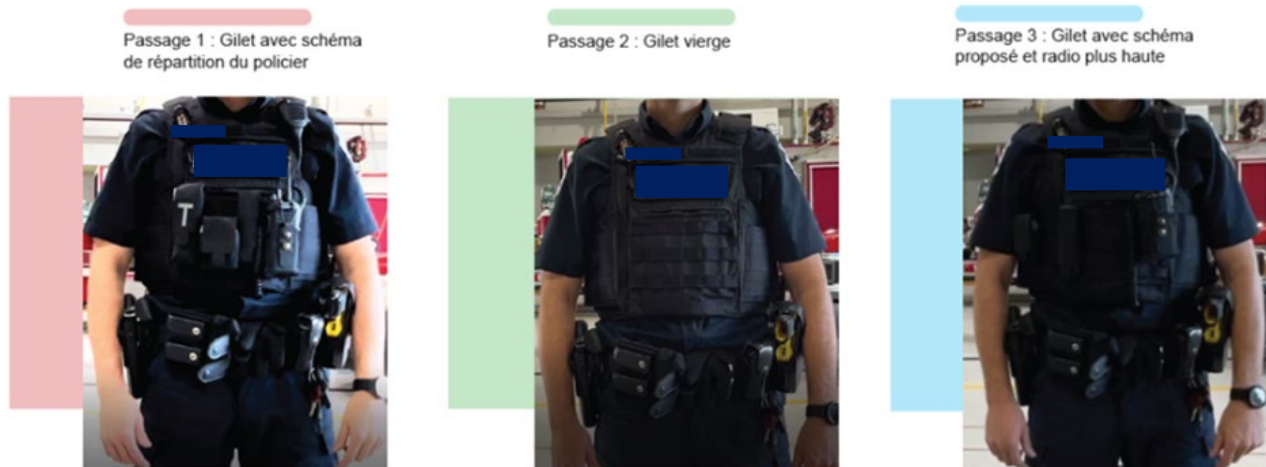 Passage 1 : Gilet avec schéma
de répartition du policier
Passage 2 : Gilet vierge
Passage 3 : Gilet avec schéma
proposé et radio plus haute
T